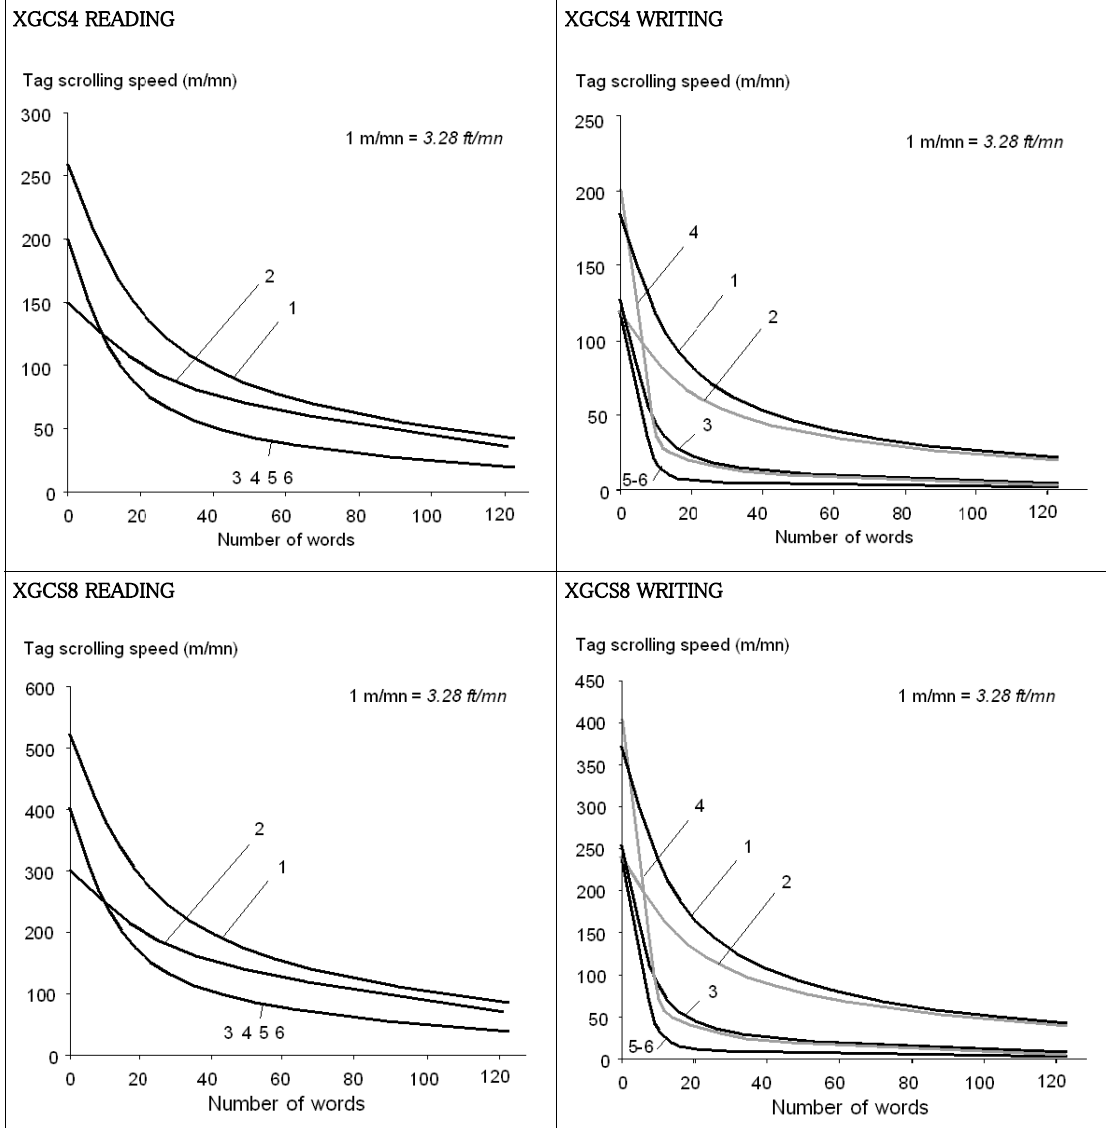 XGCS4 READING
Tag scrolling speed (m/mn)
300
1 m/mn = 3.28 ft/mn
250
200
2
150
1
100
50
3 4 5 6
0
0 20 40 60 80 100 120
Number of words
XGCS4 WRITING
Tag scrolling speed (m/mn)
250
1 m/mn = 3.28 ft/mn
200
4
150
1
2
100
50
3
5-6
0
0 20 40 60 80 100 120
Number of words
XGCS8 READING
Tag scrolling speed (m/mn)
600
1 m/mn = 3.28 ft/mn
500
400
2
300
1
200
100
3 4 5 6
0
0 20 40 60 80 100 120
Number of words
XGCS8 WRITING
Tag scrolling speed (m/mn)
450
1 m/mn = 3.28 ft/mn
400
350
300
4
250
1
200
2
150
100
3
50
5-6
0
0 20 40 60 80 100 120
Number of words